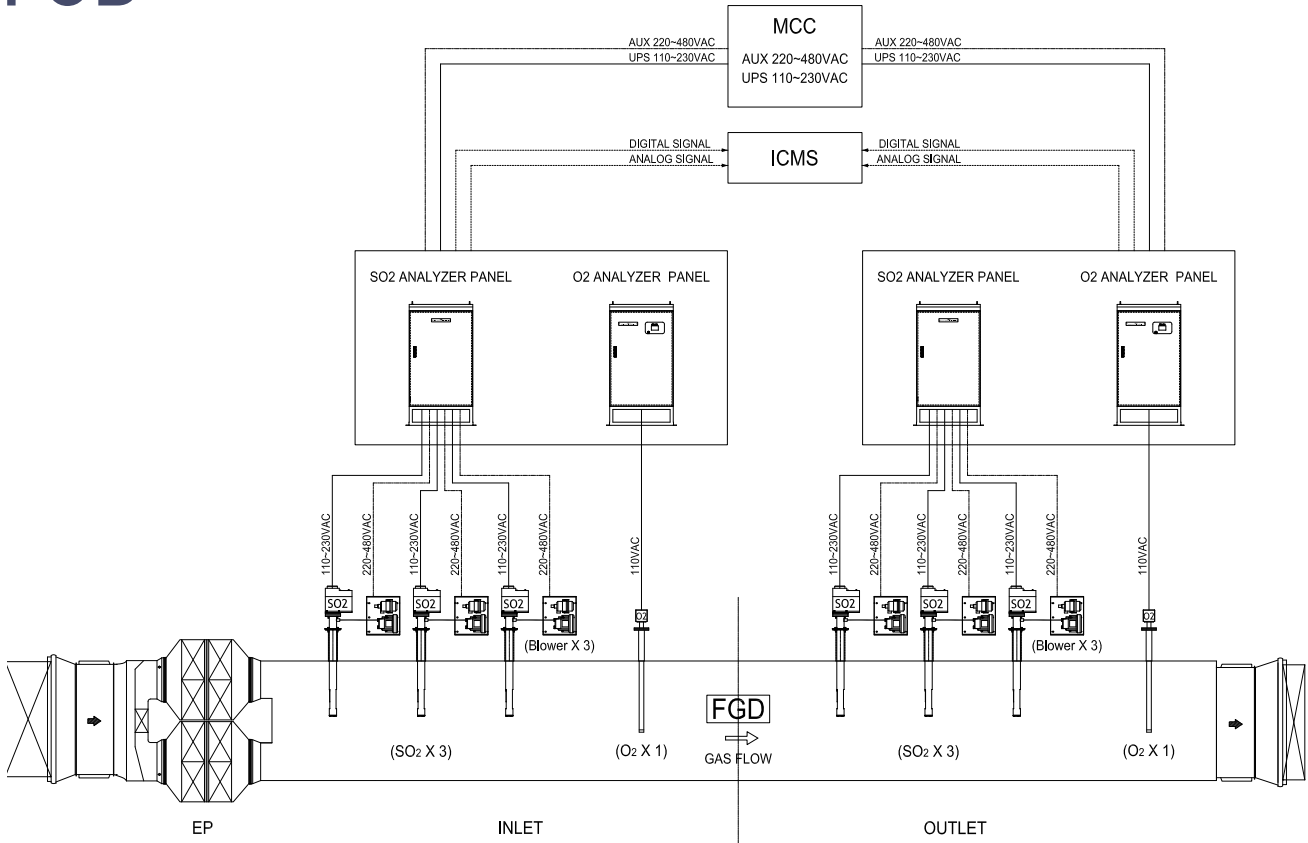 FGD
MCC
AUX 220~480VAC
UPS 110~230VAC
AUX 220~480VAC
UPS 110~230VAC
AUX 220~480VAC
UPS 110~230VAC
ICMS
DIGITAL SIGNAL
ANALOG SIGNAL
DIGITAL SIGNAL
ANALOG SIGNAL
SO2 ANALYZER PANEL
O2 ANALYZER PANEL
SO2 ANALYZER PANEL
O2 ANALYZER PANEL
110~230VAC
220~480VAC
110~230VAC
220~480VAC
110~230VAC
220~480VAC
110VAC
110~230VAC
220~480VAC
110~230VAC
220~480VAC
110~230VAC
220~480VAC
110VAC
SO2
SO2
SO2
O2
SO2
SO2
SO2
O2
(Blower X 3)
(Blower X 3)
FGD
GAS FLOW
(SO2 X 3)
(O2 X 1)
(SO2 X 3)
(O2 X 1)
EP
INLET
OUTLET